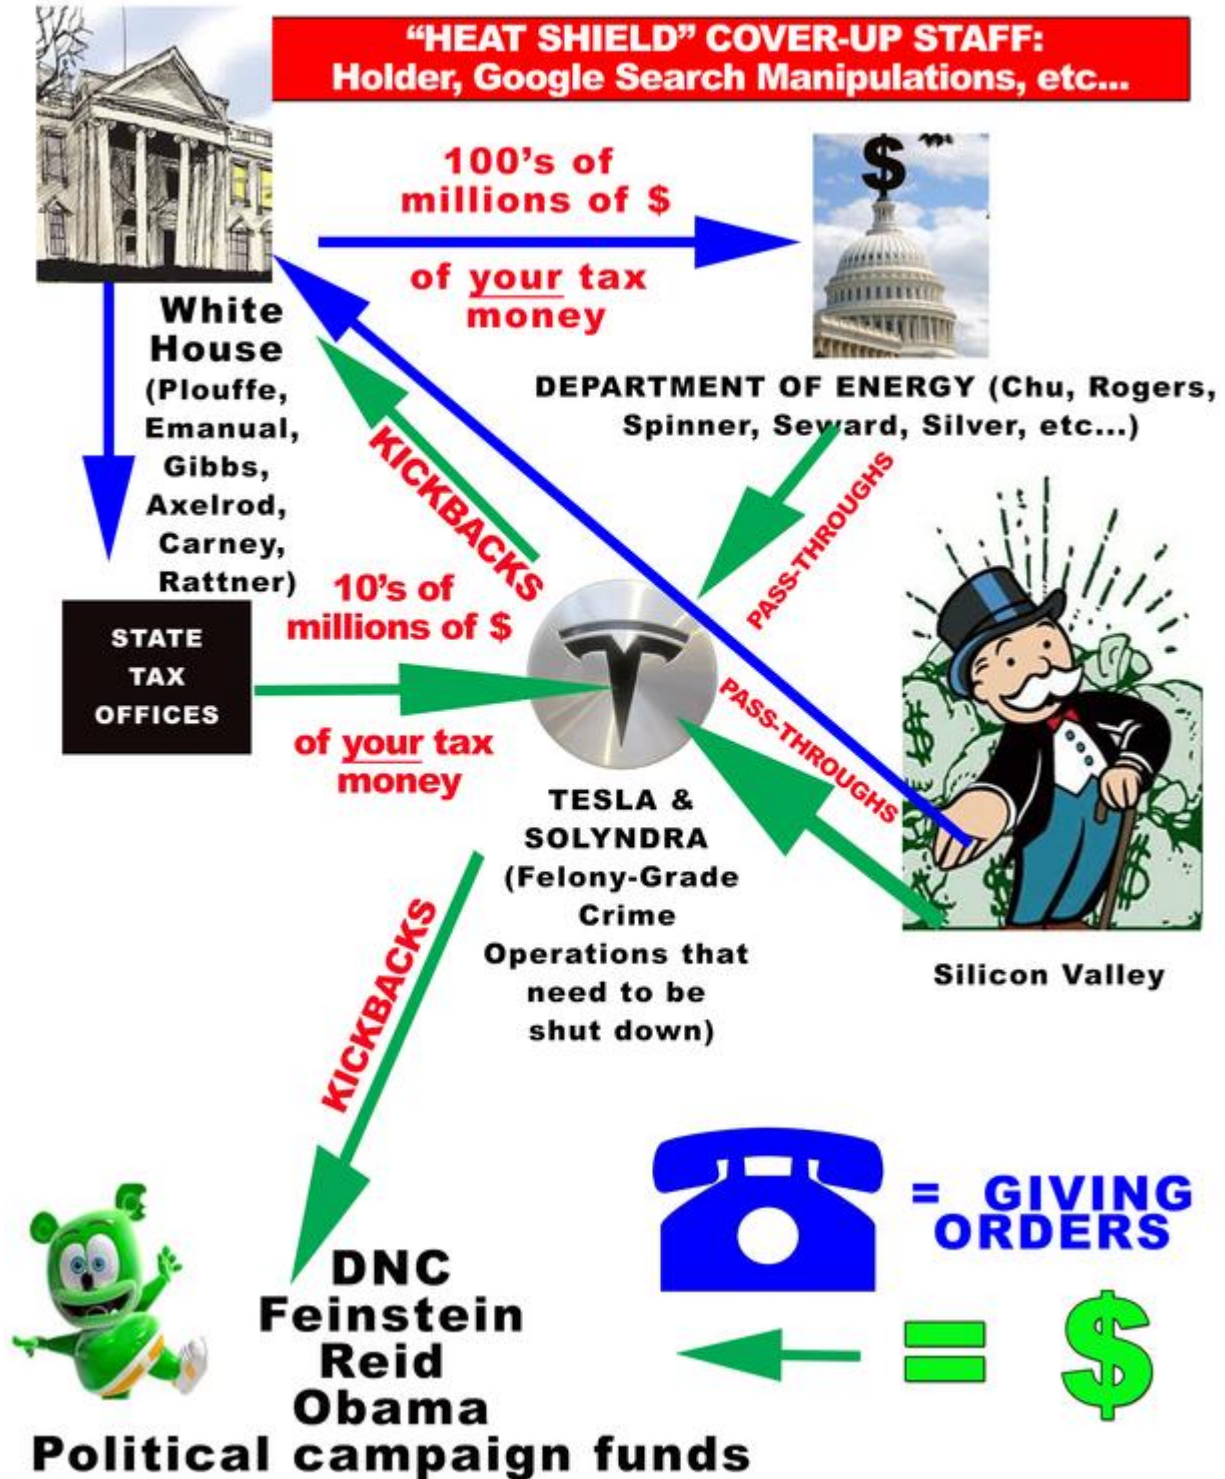 “HEAT SHIELD” COVER-UP STAFF:
Holder, Google Search Manipulations, etc...
100’s of
millions of $
of your tax
money
$
White
House
(Plouffe,
Emanual,
Gibbs,
Axelrod,
Carney,
Rattner)
DEPARTMENT OF ENERGY (Chu, Rogers,
Spinner, Seward, Silver, etc...)
KICKBACKS
PASS-THROUGHS
STATE
TAX
OFFICES
10’s of
millions of $
of your tax
money
PASS-THROUGHS
TESLA &
SOLYNDRA
(Felony-Grade
Crime
Operations that
need to be
shut down)
$
$
$
Silicon Valley
KICKBACKS
DNC
Feinstein
Reid
Obama
Political campaign funds
= GIVING
ORDERS
= $